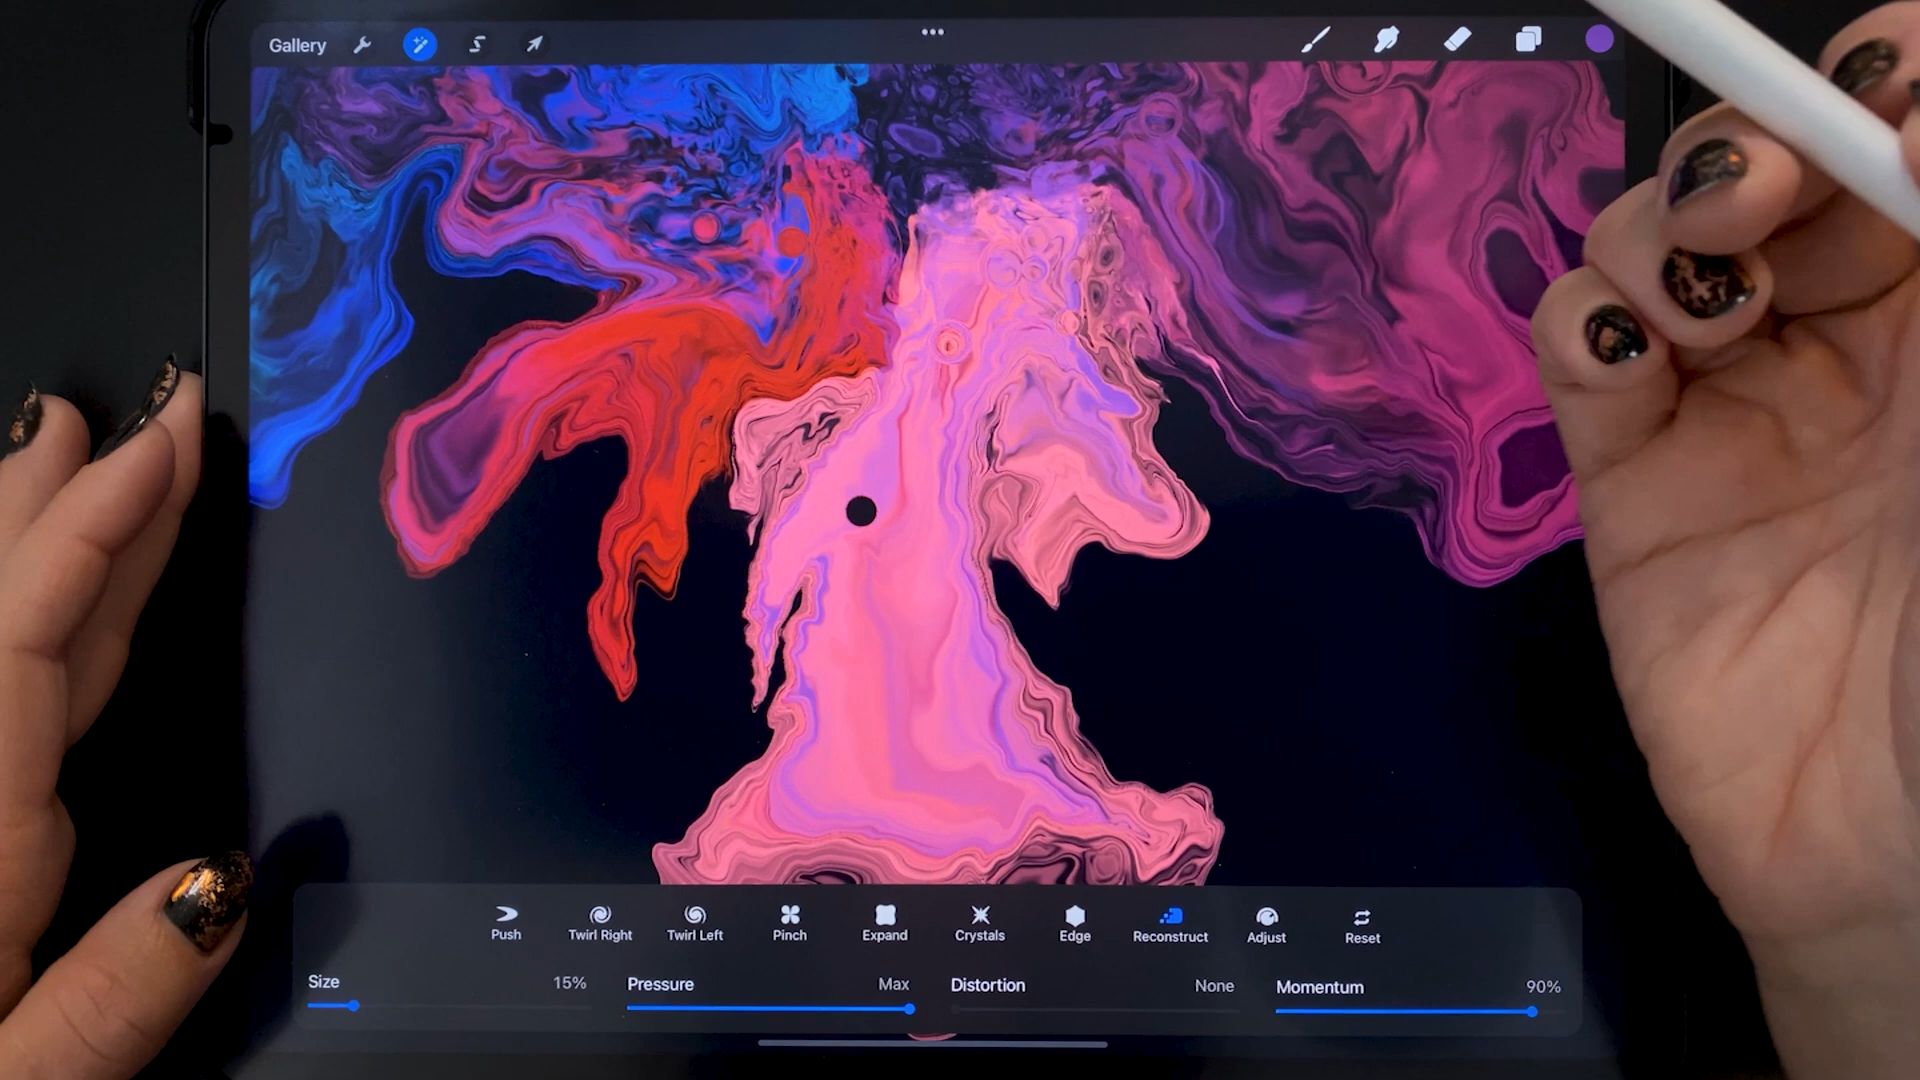 Gallery
Push Twirl Right Twirl Left Pinch Expand Crystals Edge Reconstruct Adjust Reset
Size 15% Pressure Max Distortion None Momentum 90%